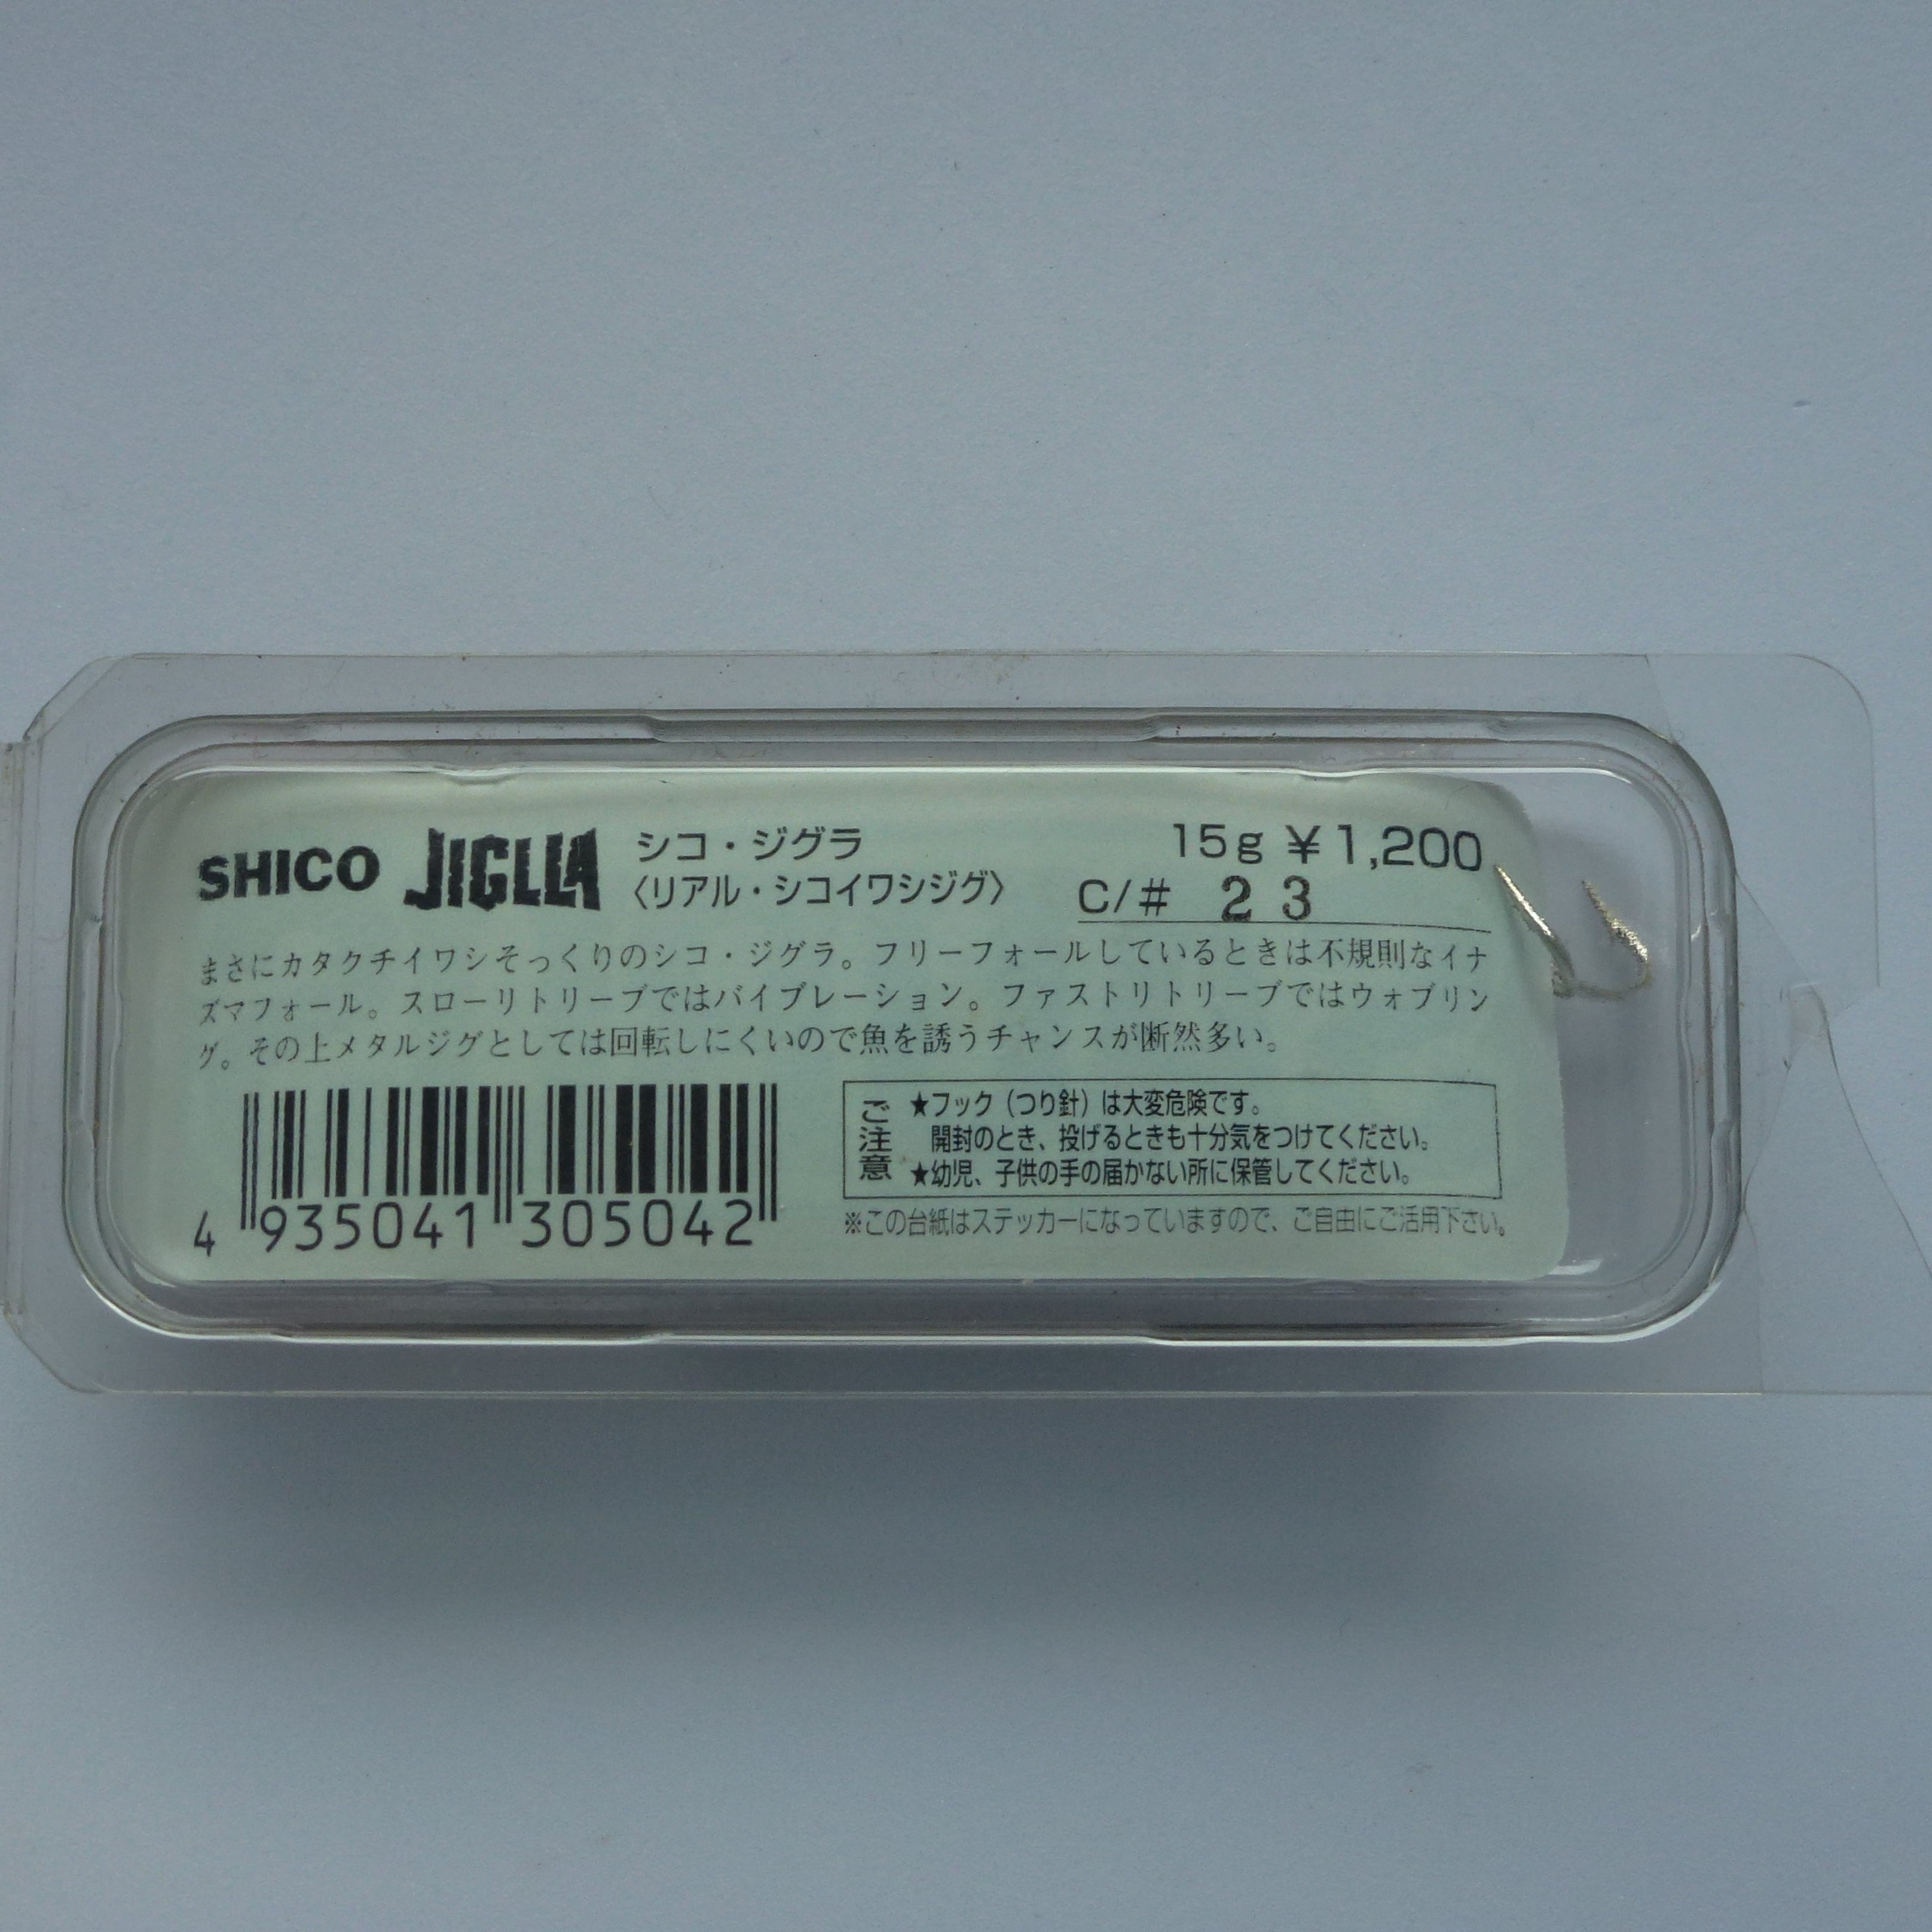 SHICO JIGLLA シコ・ジグラ 15g ¥1,200
〈リアル・シコイワシジグ〉 C/# 23
まさにカタクチイワシそっくりのシコ・ジグラ。フリーフォールしているときは不規則なイナ
ズマフォール。スローリトリーブではバイブレーション。ファストリトリーブではウォブリン
グ。その上メタルジグとしては回転しにくいので魚を誘うチャンスが断然多い。
4 935041 305042
ご注意
★フック（つり針）は大変危険です。
開封のとき、投げるときも十分気をつけてください。
★幼児、子供の手の届かない所に保管してください。
※この台紙はステッカーになっていますので、ご自由にご活用下さい。